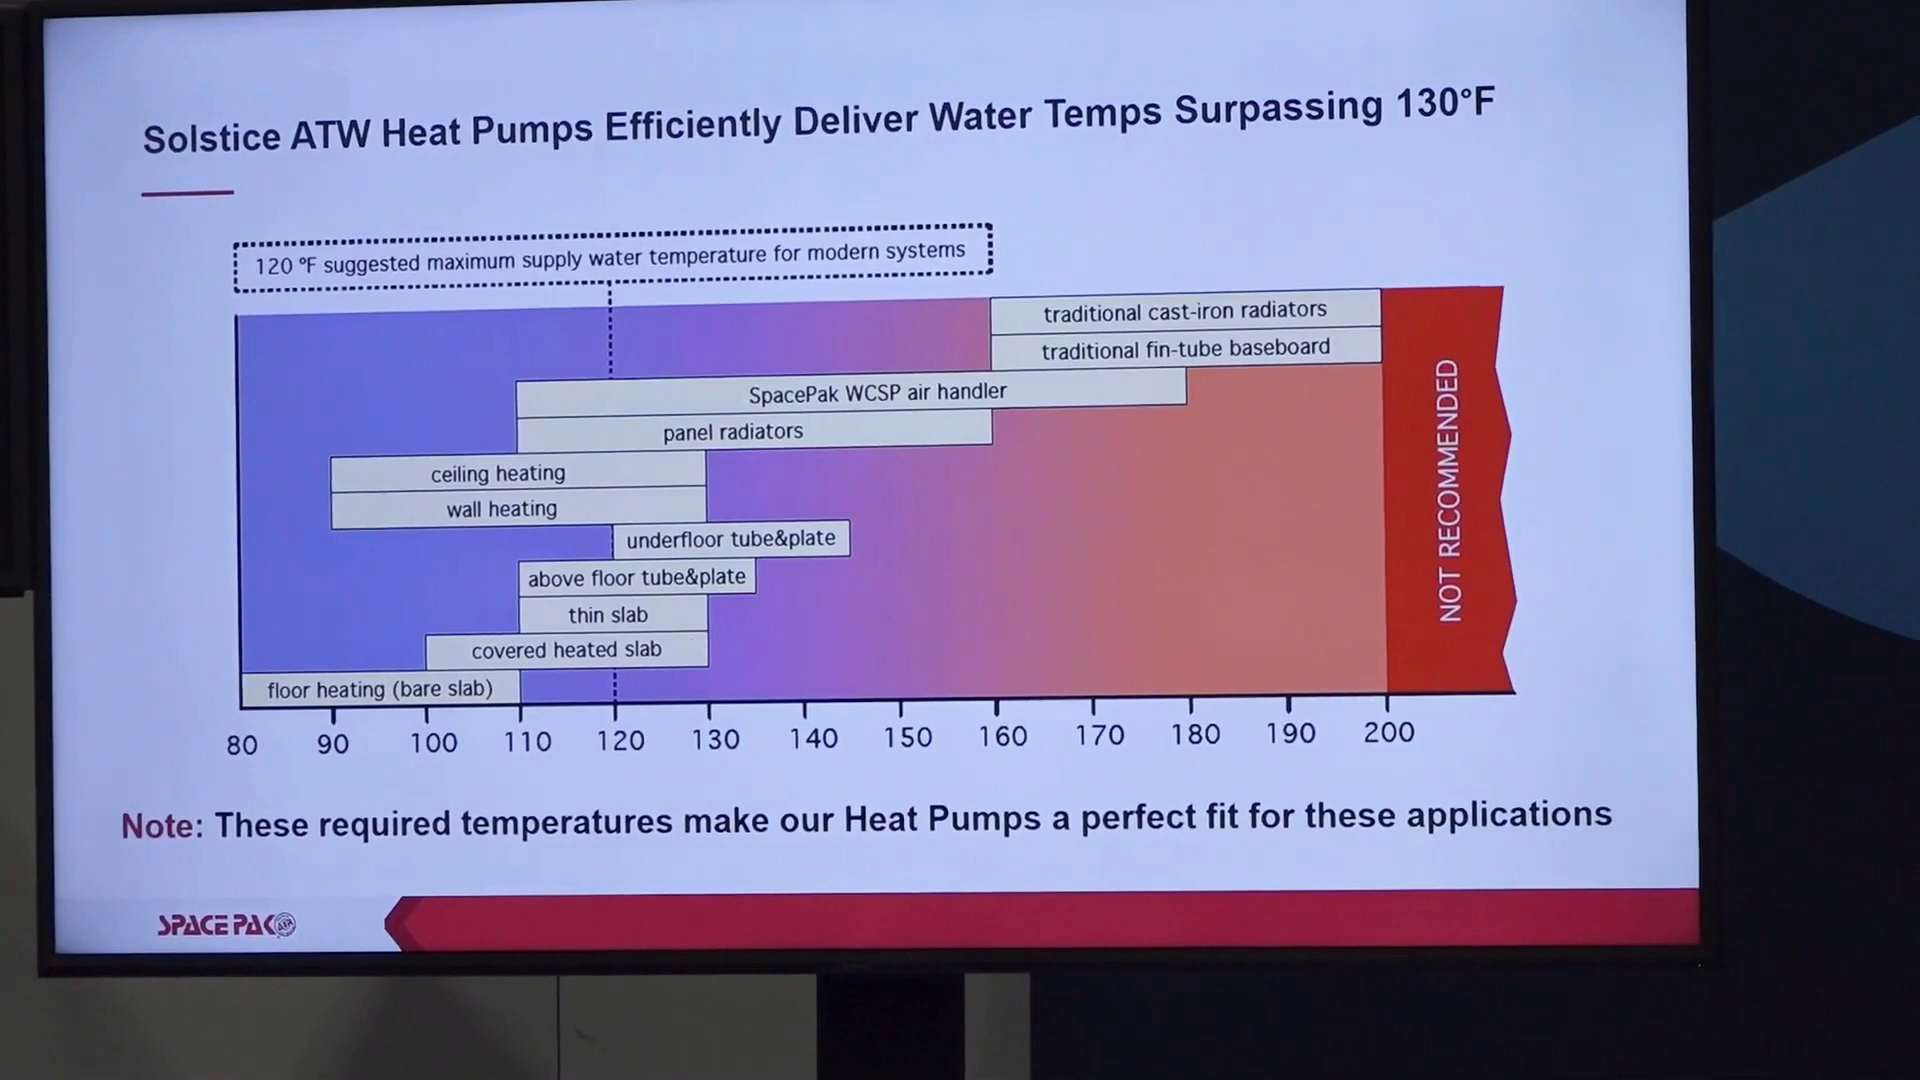 Solstice ATW Heat Pumps Efficiently Deliver Water Temps Surpassing 130°F
120 ºF suggested maximum supply water temperature for modern systems
traditional cast-iron radiators
traditional fin-tube baseboard
SpacePak WCSP air handler
panel radiators
ceiling heating
wall heating
underfloor tube&plate
above floor tube&plate
thin slab
covered heated slab
floor heating (bare slab)
NOT RECOMMENDED
80 90 100 110 120 130 140 150 160 170 180 190 200
Note: These required temperatures make our Heat Pumps a perfect fit for these applications
SPACEPAK